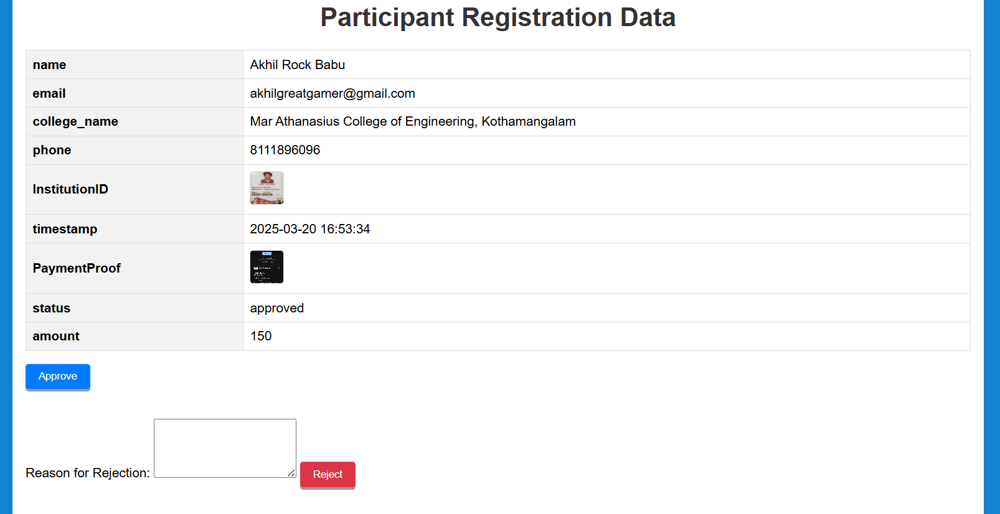 Participant Registration Data
name Akhil Rock Babu
email akhilgreatgamer@gmail.com
college_name Mar Athanasius College of Engineering, Kothamangalam
phone 8111896096
InstitutionID
timestamp 2025-03-20 16:53:34
PaymentProof
status approved
amount 150
Approve
Reason for Rejection: Reject